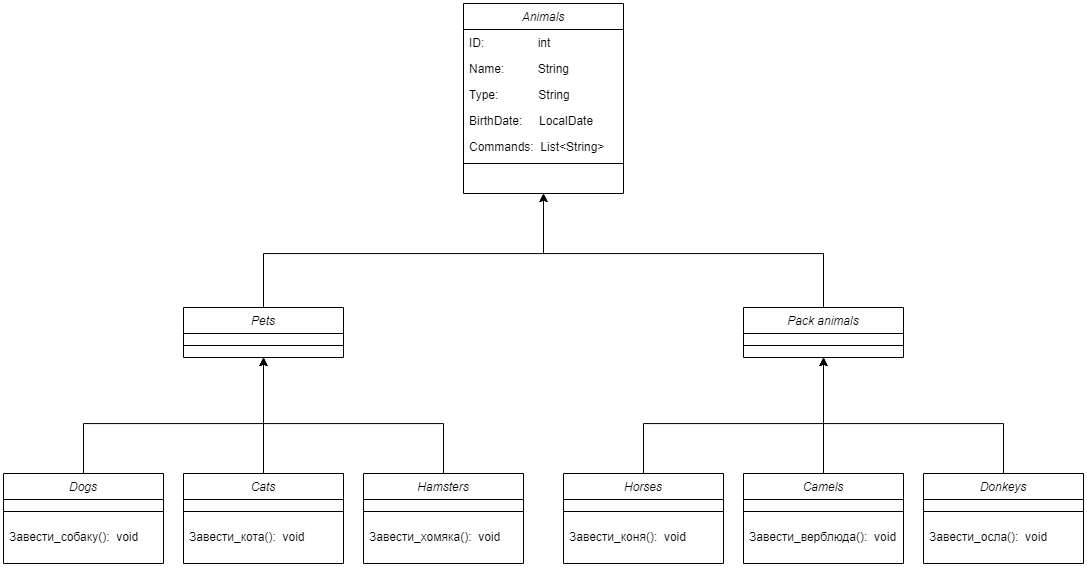 Animals
ID: int
Name: String
Type: String
BirthDate: LocalDate
Commands: List<String>
Pets
Pack animals
Dogs
Завести_собаку(): void
Cats
Завести_кота(): void
Hamsters
Завести_хомяка(): void
Horses
Завести_коня(): void
Camels
Завести_верблюда(): void
Donkeys
Завести_осла(): void